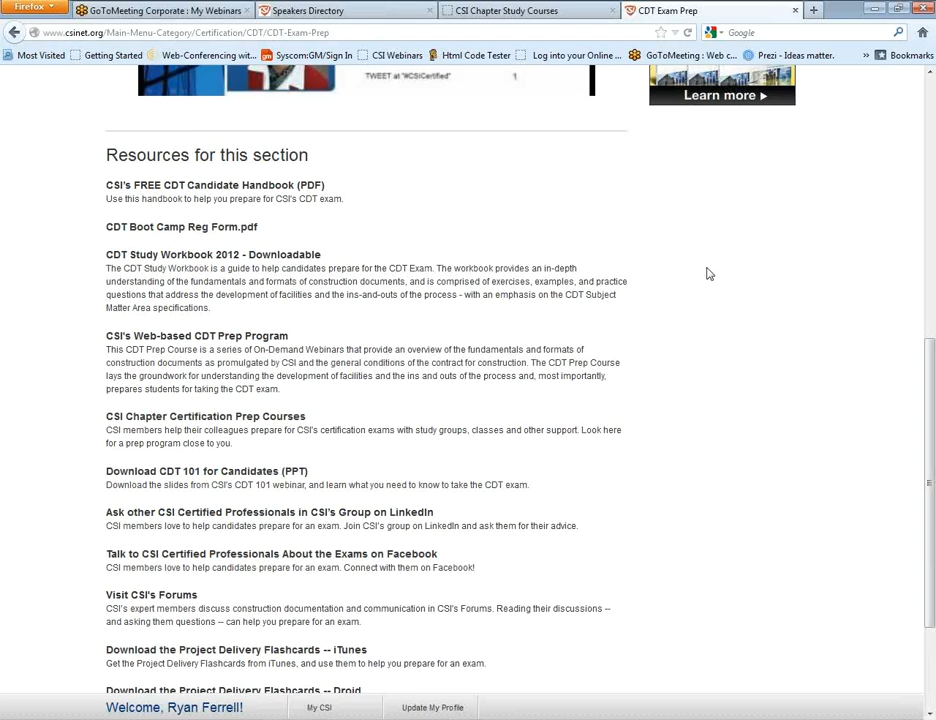 Firefox
GoToMeeting Corporate : My Webinars
Speakers Directory
CSI Chapter Study Courses
CDT Exam Prep
www.csinet.org/Main-Menu-Category/Certification/CDT/CDT-Exam-Prep
Google
Most Visited
Getting Started
Web-Conferencing wit...
Syscom:GM/Sign In
CSI Webinars
Html Code Tester
Log into your Online ...
GoToMeeting : Web c...
Prezi - Ideas matter.
Bookmarks
TWEET at "#CSICertified" 1
Learn more
Resources for this section
CSI's FREE CDT Candidate Handbook (PDF)
Use this handbook to help you prepare for CSI's CDT exam.
CDT Boot Camp Reg Form.pdf
CDT Study Workbook 2012 - Downloadable
The CDT Study Workbook is a guide to help candidates prepare for the CDT Exam. The workbook provides an in-depth
understanding of the fundamentals and formats of construction documents, and is comprised of exercises, examples, and practice
questions that address the development of facilities and the ins-and-outs of the process - with an emphasis on the CDT Subject
Matter Area specifications.
CSI's Web-based CDT Prep Program
This CDT Prep Course is a series of On-Demand Webinars that provide an overview of the fundamentals and formats of
construction documents as promulgated by CSI and the general conditions of the contract for construction. The CDT Prep Course
lays the groundwork for understanding the development of facilities and the ins and outs of the process and, most importantly,
prepares students for taking the CDT exam.
CSI Chapter Certification Prep Courses
CSI members help their colleagues prepare for CSI's certification exams with study groups, classes and other support. Look here
for a prep program close to you.
Download CDT 101 for Candidates (PPT)
Download the slides from CSI's CDT 101 webinar, and learn what you need to know to take the CDT exam.
Ask other CSI Certified Professionals in CSI's Group on LinkedIn
CSI members love to help candidates prepare for an exam. Join CSI's group on LinkedIn and ask them for their advice.
Talk to CSI Certified Professionals About the Exams on Facebook
CSI members love to help candidates prepare for an exam. Connect with them on Facebook!
Visit CSI's Forums
CSI's expert members discuss construction documentation and communication in CSI's Forums. Reading their discussions --
and asking them questions -- can help you prepare for an exam.
Download the Project Delivery Flashcards -- iTunes
Get the Project Delivery Flashcards from iTunes, and use them to help you prepare for an exam.
Download the Project Delivery Flashcards -- Droid
Welcome, Ryan Ferrell!
My CSI
Update My Profile